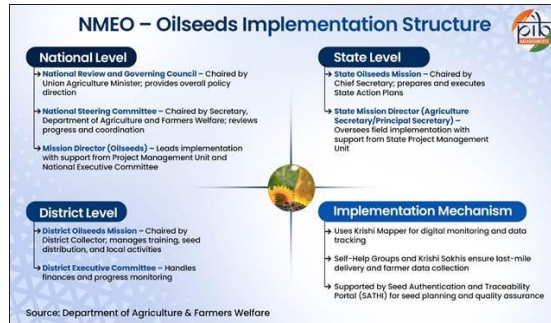 NMEO – Oilseeds Implementation Structure
pib
National Level
National Review and Governing Council – Chaired by
Union Agriculture Minister; provides overall policy
direction
National Steering Committee – Chaired by Secretary,
Department of Agriculture and Farmers Welfare; reviews
progress and coordination
Mission Director (Oilseeds) – Leads implementation
with support from Project Management Unit and
National Executive Committee
State Level
State Oilseeds Mission – Chaired by
Chief Secretary; prepares and executes
State Action Plans
State Mission Director (Agriculture
Secretary/Principal Secretary) –
Oversees field implementation with
support from State Project Management
Unit
District Level
District Oilseeds Mission – Chaired by
District Collector; manages training, seed
distribution, and local activities
District Executive Committee – Handles
finances and progress monitoring
Implementation Mechanism
Uses Krishi Mapper for digital monitoring and data
tracking
Self-Help Groups and Krishi Sakhis ensure last-mile
delivery and farmer data collection
Supported by Seed Authentication and Traceability
Portal (SATHI) for seed planning and quality assurance
Source: Department of Agriculture & Farmers Welfare